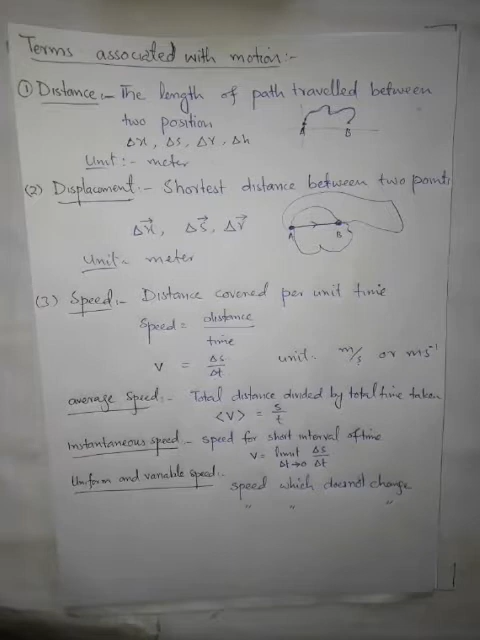 Terms associated with motion :-
① Distance :- The length of path travelled between
two position
Δx, Δs, Δr, Δh
A B
Unit :- meter
(2) Displacement :- Shortest distance between two points
Δx⃗, Δs⃗, Δr⃗
A B
Unit - meter
(3) Speed :- Distance covered per unit time
Speed = distance/time
v = Δs/Δt unit. m/s or ms⁻¹
average speed :- Total distance divided by total time taken
<v> = s/t
Instantaneous speed - speed for short interval of time
v = limit Δt→0 Δs/Δt
Uniform and variable speed :-
speed which doesnot change
" " "